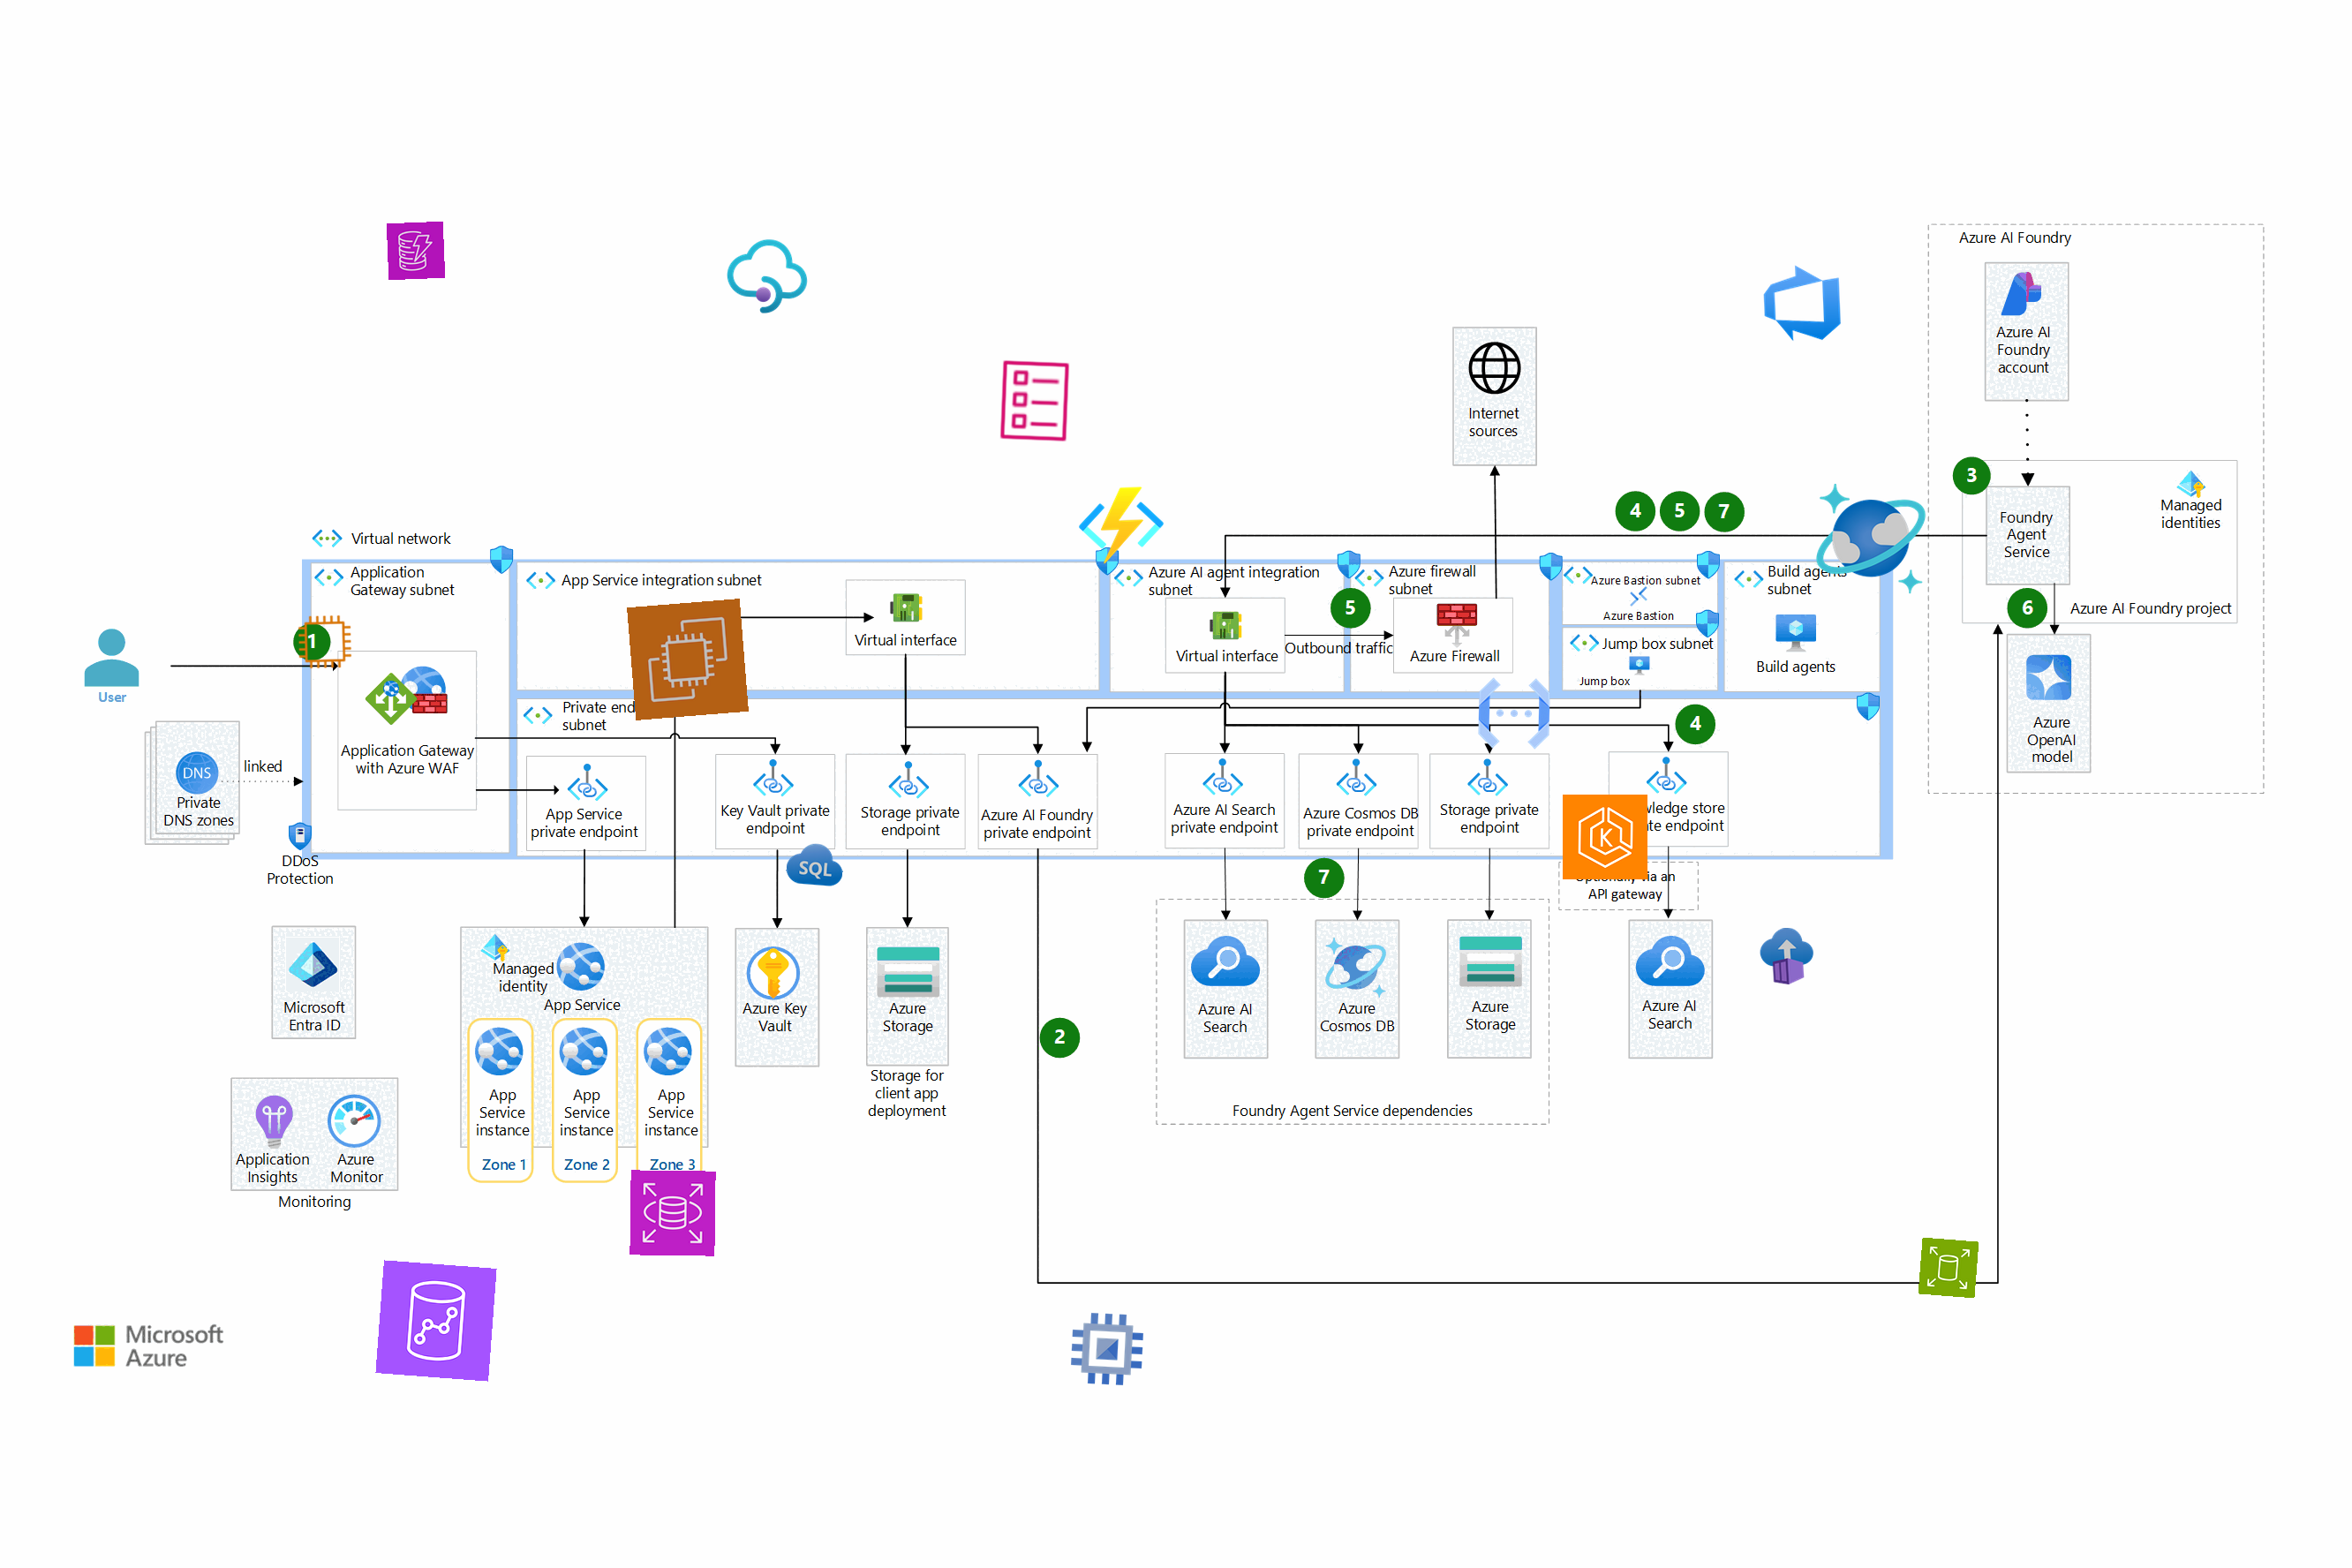 Azure AI Foundry
Azure AI
Foundry
account
Internet
sources
3
Managed
identities
4
5
7
Foundry
Agent
Service
Virtual network
Application
Gateway subnet
App Service integration subnet
Azure AI agent integration
subnet
Azure firewall
subnet
Azure Bastion subnet
Azure Bastion
Build agents
subnet
5
6
Azure AI Foundry project
1
Virtual interface
Virtual interface
Outbound traffic
Azure Firewall
Jump box subnet
Jump box
Build agents
User
Private
subnet
4
Azure
OpenAI
model
Application Gateway
with Azure WAF
linked
DNS
Private
DNS zones
App Service
private endpoint
Key Vault private
endpoint
Storage private
endpoint
Azure AI Foundry
private endpoint
Azure AI Search
private endpoint
Azure Cosmos DB
private endpoint
Storage private
endpoint
store
endpoint
K
DDoS
Protection
SQL
7
via an
API gateway
Microsoft
Entra ID
Managed
identity
App Service
Azure Key
Vault
Azure
Storage
Storage for
client app
deployment
2
Azure AI
Search
Azure
Cosmos DB
Azure
Storage
Azure AI
Search
Foundry Agent Service dependencies
App
Service
instance
App
Service
instance
App
Service
instance
Zone 1
Zone 2
Zone 3
Application
Insights
Azure
Monitor
Monitoring
Microsoft
Azure